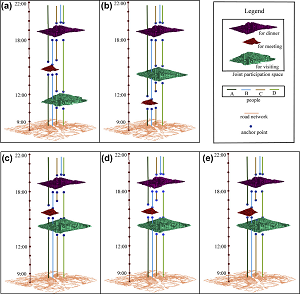 (a)
22:00
18:00
12:00
9:00
(b)
22:00
18:00
12:00
9:00
Legend
for dinner
for meeting
for visiting
Joint participation space
A B C D
people
road network
anchor point
(c)
22:00
18:00
12:00
9:00
(d)
22:00
18:00
12:00
9:00
(e)
22:00
18:00
12:00
9:00